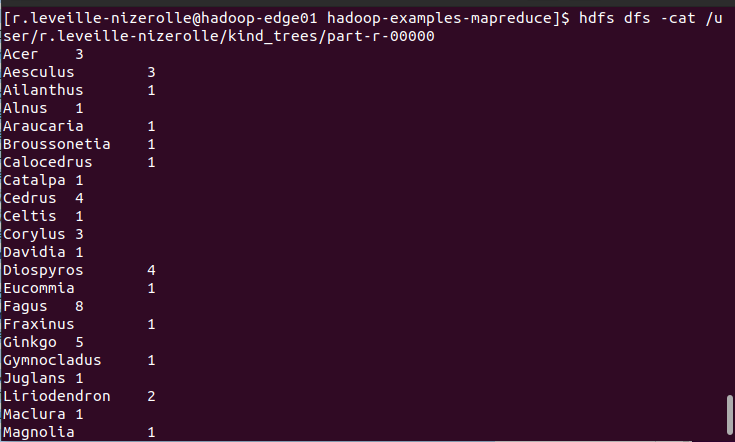 [r.leveille-nizerolle@hadoop-edge01 hadoop-examples-mapreduce]$ hdfs dfs -cat /u
ser/r.leveille-nizerolle/kind_trees/part-r-00000
Acer	3
Aesculus	3
Ailanthus	1
Alnus	1
Araucaria	1
Broussonetia	1
Calocedrus	1
Catalpa	1
Cedrus	4
Celtis	1
Corylus	3
Davidia	1
Diospyros	4
Eucommia	1
Fagus	8
Fraxinus	1
Ginkgo	5
Gymnocladus	1
Juglans	1
Liriodendron	2
Maclura	1
Magnolia	1